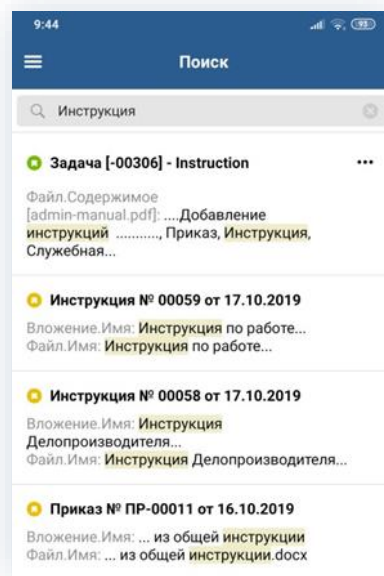 9:44
93
Поиск
Инструкция
Задача [-00306] - Instruction
Файл.Содержимое
[admin-manual.pdf]: ....Добавление
инструкций ..........., Приказ, Инструкция,
Служебная...
Инструкция № 00059 от 17.10.2019
Вложение.Имя: Инструкция по работе...
Файл.Имя: Инструкция по работе...
Инструкция № 00058 от 17.10.2019
Вложение.Имя: Инструкция
Делопроизводителя...
Файл.Имя: Инструкция Делопроизводителя...
Приказ № ПР-00011 от 16.10.2019
Вложение.Имя: ... из общей инструкции
Файл.Имя: ... из общей инструкции.docx